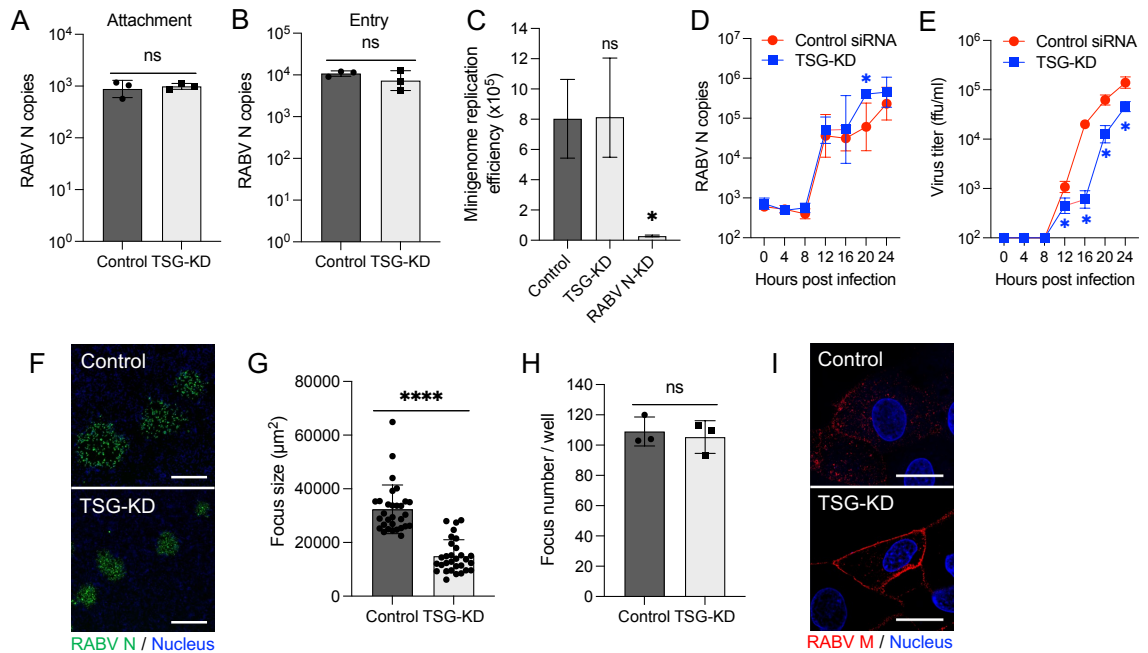 A
Attachment
ns
RABV N copies
10⁴
10³
10²
10¹
10⁰
Control TSG-KD
B
Entry
ns
RABV N copies
10⁵
10⁴
10³
10²
10¹
10⁰
Control TSG-KD
C
ns
*
Minigenome replication
efficiency (x10⁵)
14
12
10
8
6
4
2
0
Control
TSG-KD
RABV N-KD
D
Control siRNA
TSG-KD
*
RABV N copies
10⁷
10⁶
10⁵
10⁴
10³
10²
0 4 8 12 16 20 24
Hours post infection
E
Control siRNA
TSG-KD
Virus titer (ffu/ml)
10⁶
10⁵
10⁴
10³
10²
* * * *
0 4 8 12 16 20 24
Hours post infection
F
Control
TSG-KD
RABV N / Nucleus
G
****
Focus size (µm²)
80000
60000
40000
20000
0
Control TSG-KD
H
ns
Focus number / well
140
120
100
80
60
40
20
0
Control TSG-KD
I
Control
TSG-KD
RABV M / Nucleus